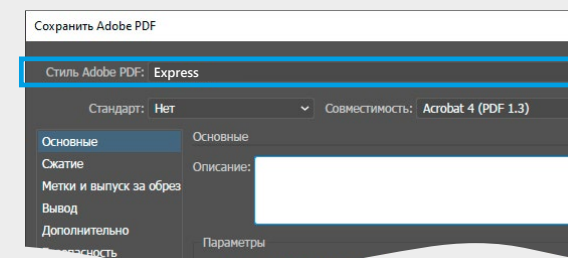 Сохранить Adobe PDF
Стиль Adobe PDF: Express
Стандарт: Нет Совместимость: Acrobat 4 (PDF 1.3)
Основные Основные
Сжатие Описание:
Метки и выпуск за обрез
Вывод
Дополнительно
Параметры